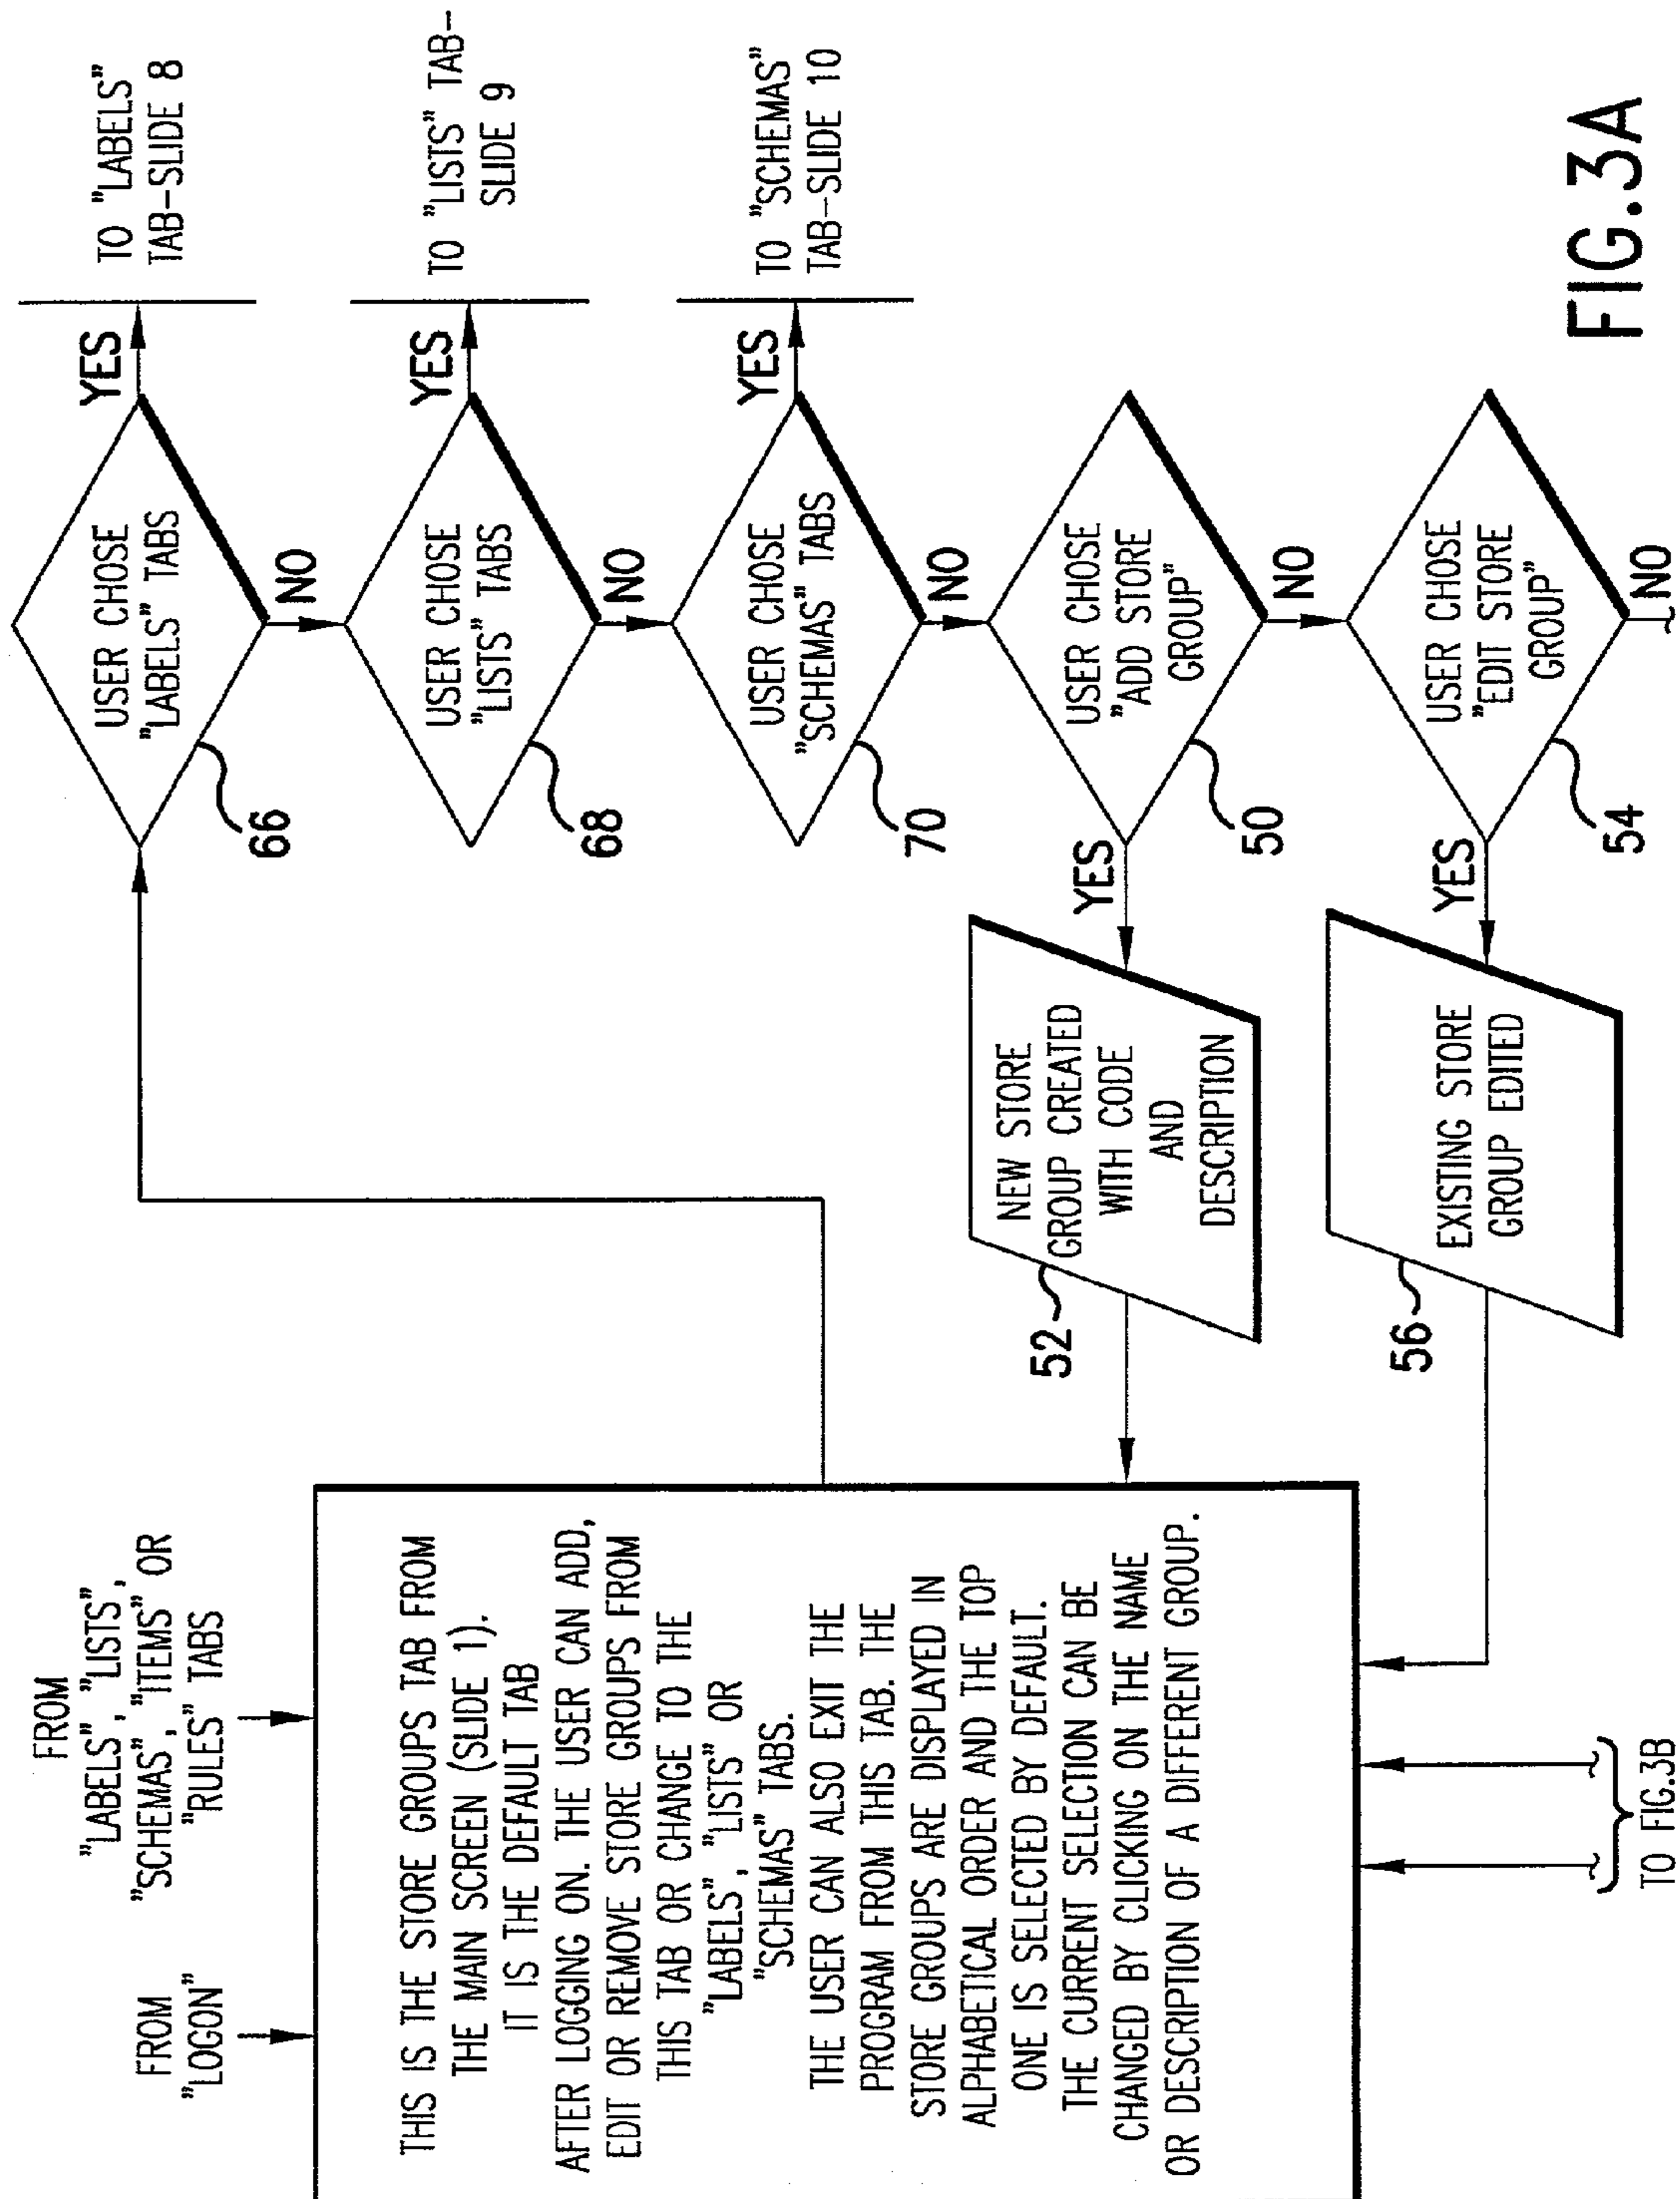 FROM
"LOGON"
FROM
"LABELS", "LISTS",
"SCHEMAS", "ITEMS" OR
"RULES" TABS
THIS IS THE STORE GROUPS TAB FROM
THE MAIN SCREEN (SLIDE 1).
IT IS THE DEFAULT TAB
AFTER LOGGING ON. THE USER CAN ADD,
EDIT OR REMOVE STORE GROUPS FROM
THIS TAB OR CHANGE TO THE
"LABELS", "LISTS" OR
"SCHEMAS" TABS.
THE USER CAN ALSO EXIT THE
PROGRAM FROM THIS TAB. THE
STORE GROUPS ARE DISPLAYED IN
ALPHABETICAL ORDER AND THE TOP
ONE IS SELECTED BY DEFAULT.
THE CURRENT SELECTION CAN BE
CHANGED BY CLICKING ON THE NAME
OR DESCRIPTION OF A DIFFERENT GROUP.
TO FIG.3B
USER CHOSE
"LABELS" TABS
66
YES
TO "LABELS"
TAB-SLIDE 8
NO
USER CHOSE
"LISTS" TABS
68
YES
TO "LISTS" TAB-
SLIDE 9
NO
USER CHOSE
"SCHEMAS" TABS
70
YES
TO "SCHEMAS"
TAB-SLIDE 10
NO
USER CHOSE
"ADD STORE
GROUP"
50
YES
NEW STORE
GROUP CREATED
WITH CODE
AND
DESCRIPTION
52
NO
USER CHOSE
"EDIT STORE
GROUP"
54
YES
EXISTING STORE
GROUP EDITED
56
NO
FIG.3A